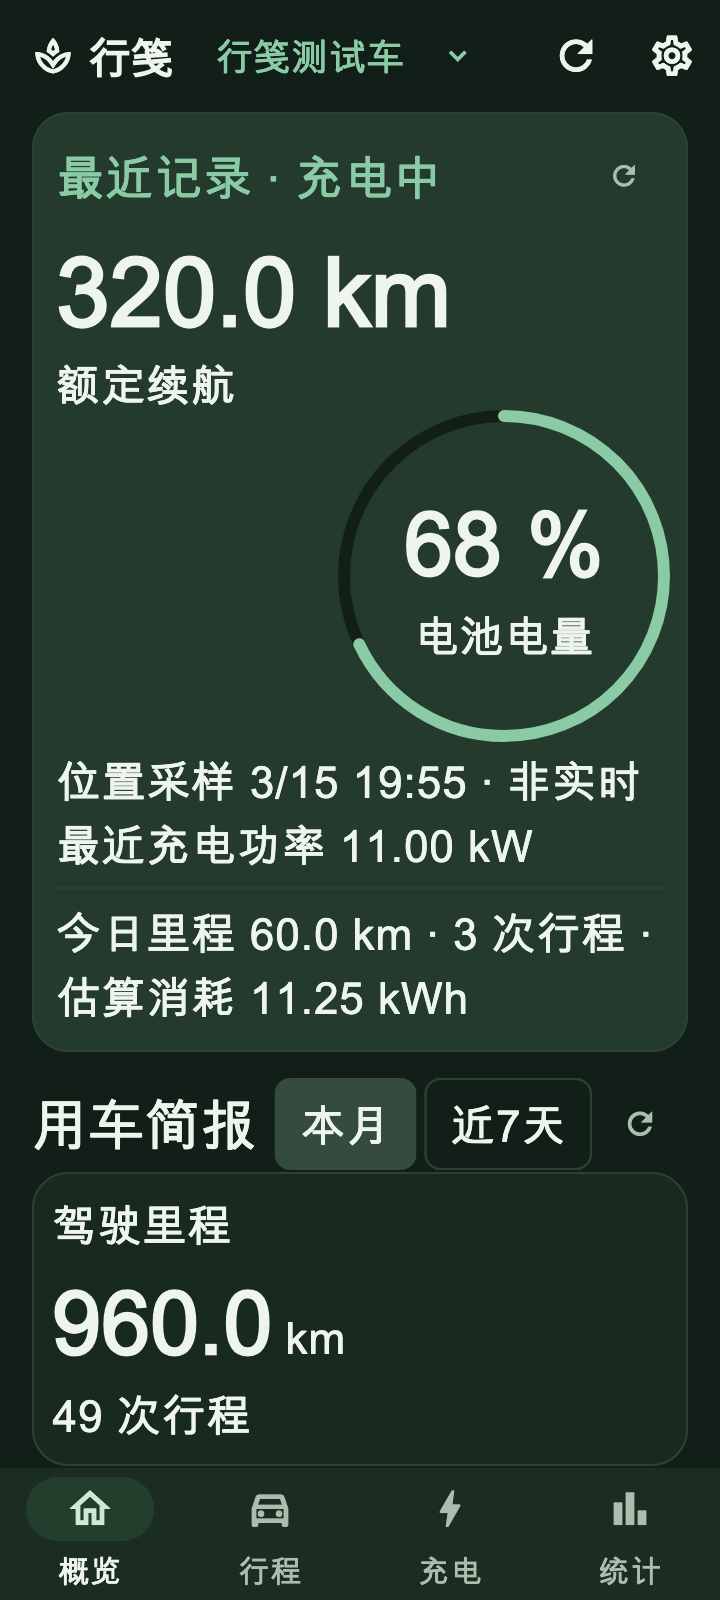 行笺 行笺测试车
最近记录 · 充电中
320.0 km
额定续航
68 %
电池电量
位置采样 3/15 19:55 · 非实时
最近充电功率 11.00 kW
今日里程 60.0 km · 3 次行程 ·
估算消耗 11.25 kWh
用车简报 本月 近7天
驾驶里程
960.0 km
49 次行程
概览 行程 充电 统计